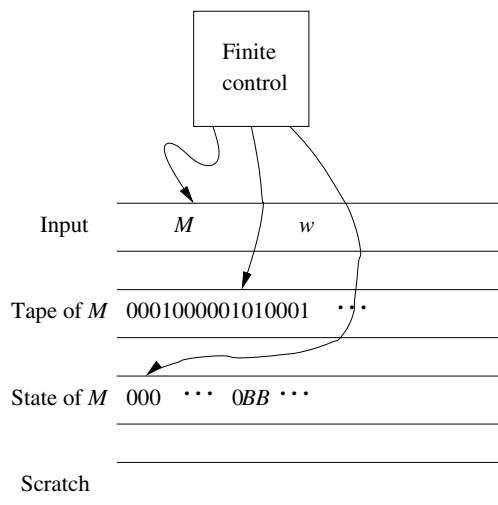 Finite
control
Input M w
Tape of M 0001000001010001 ...
State of M 000 ... 0BB ...
Scratch